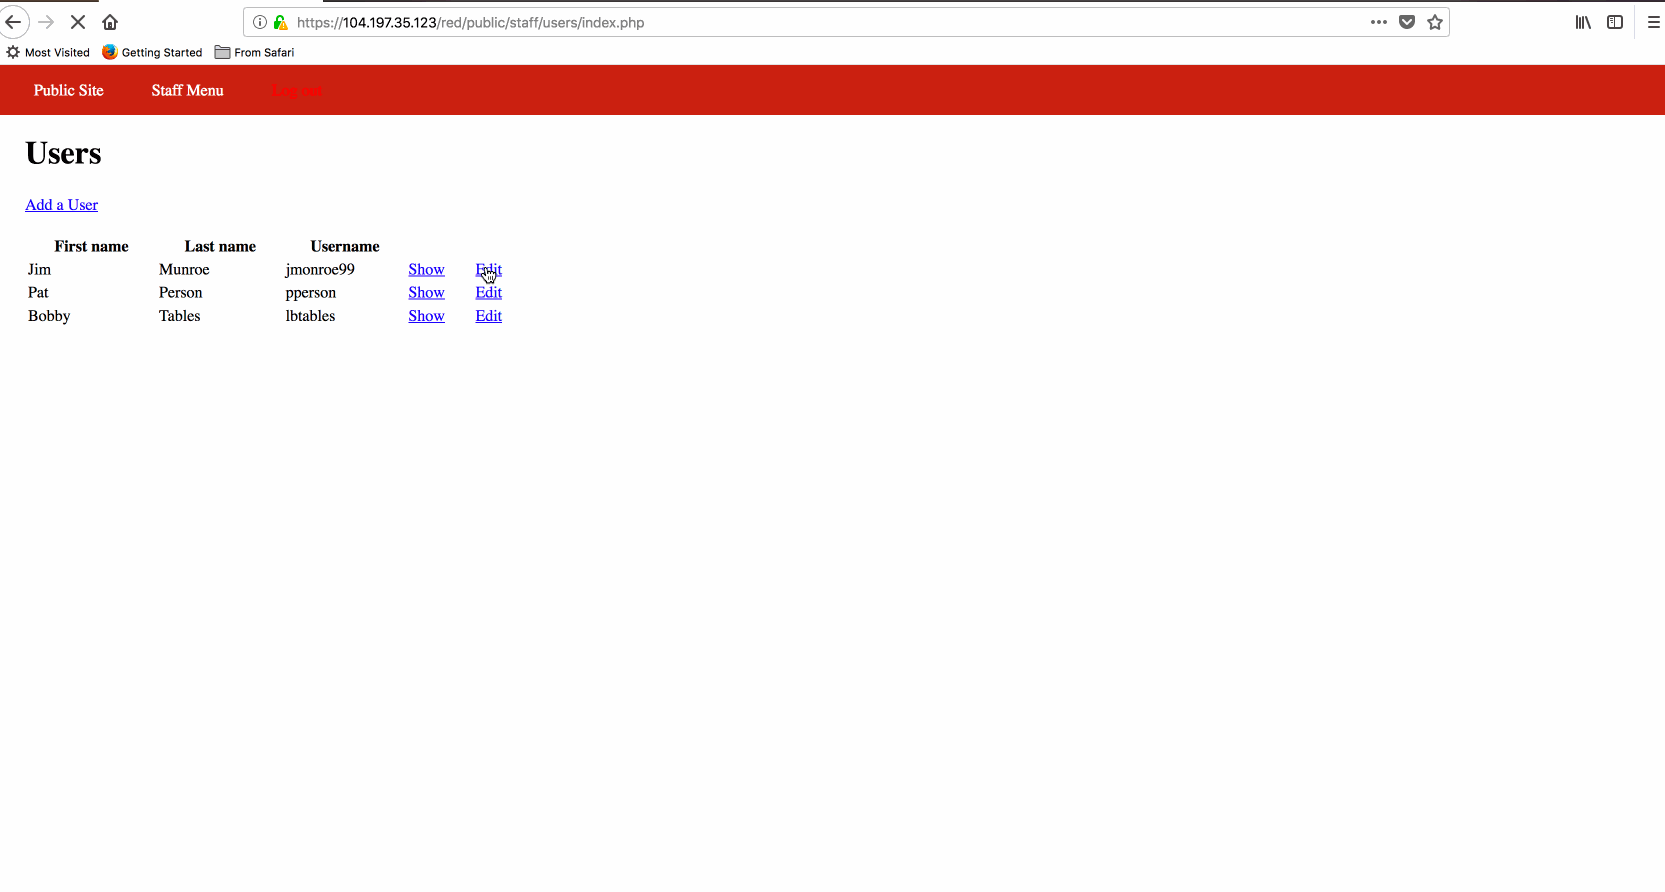 https://104.197.35.123/red/public/staff/users/index.php
Most Visited Getting Started From Safari
Public Site Staff Menu Log out
Users
Add a User
First name Last name Username
Jim Munroe jmonroe99 Show Edit
Pat Person pperson Show Edit
Bobby Tables lbtables Show Edit